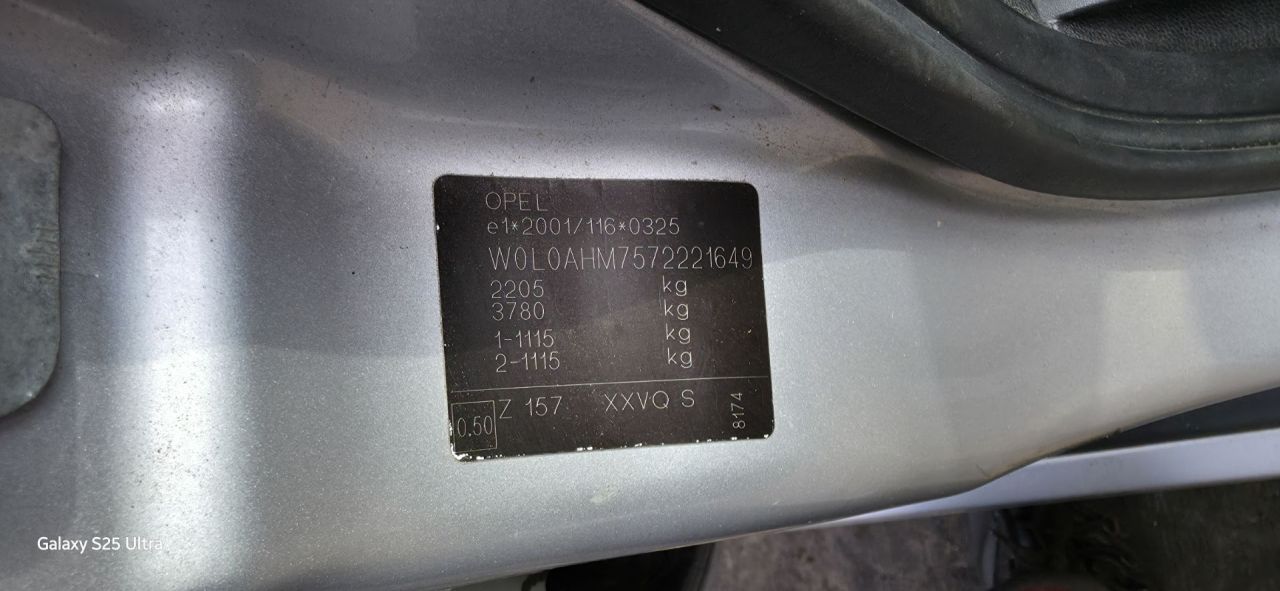 OPEL
e1*2001/116*0325
W0L0AHM7572221649
2205 kg
3780 kg
1-1115 kg
2-1115 kg
0.50 Z 157 XXVQ S 8174
Galaxy S25 Ultra